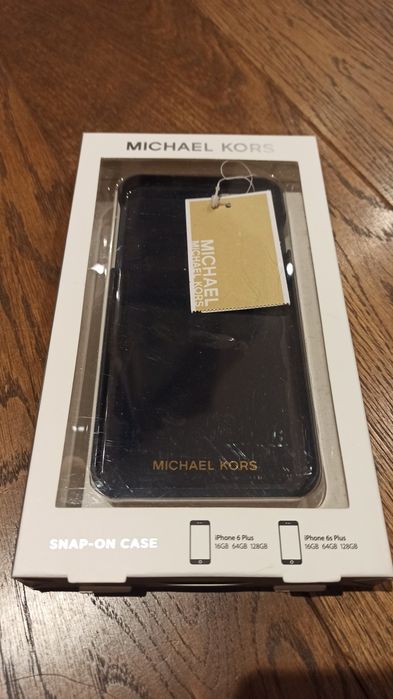 MICHAEL KORS
MICHAEL
MICHAEL KORS
MICHAEL KORS
SNAP-ON CASE
iPhone 6 Plus
16GB 64GB 128GB
iPhone 6s Plus
16GB 64GB 128GB